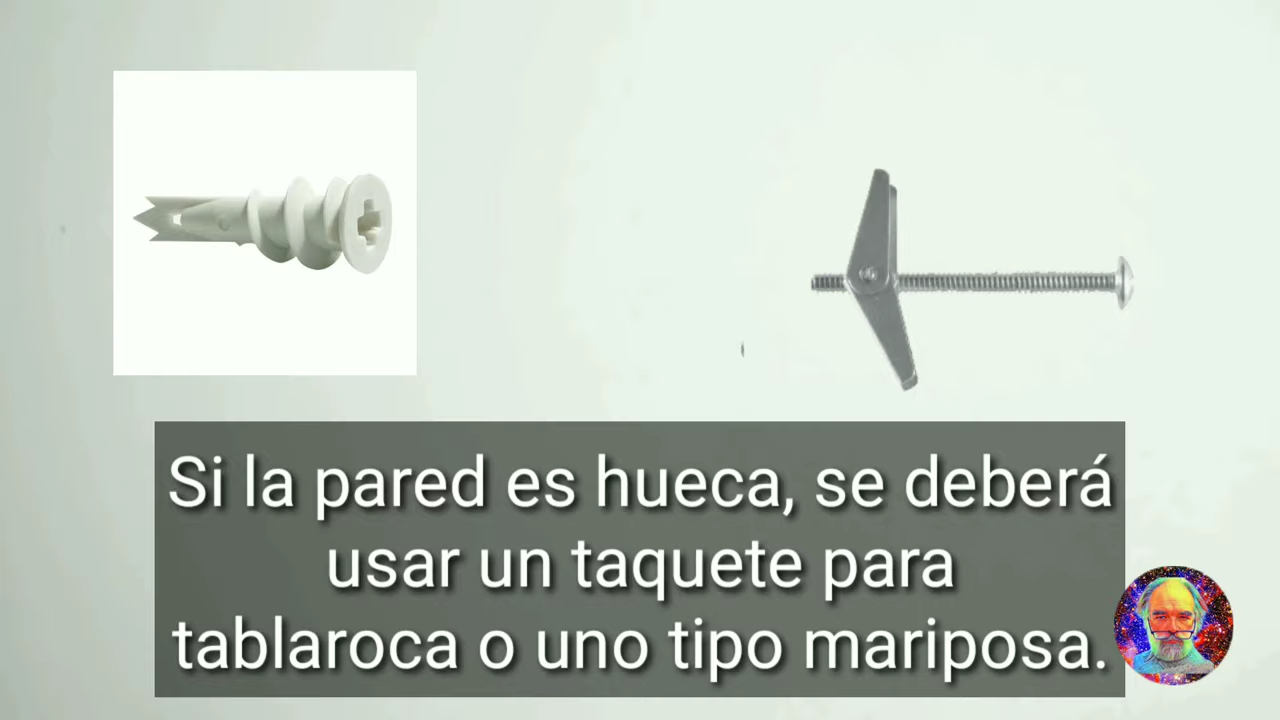 Si la pared es hueca, se deberá
usar un taquete para
tablaroca o uno tipo mariposa.